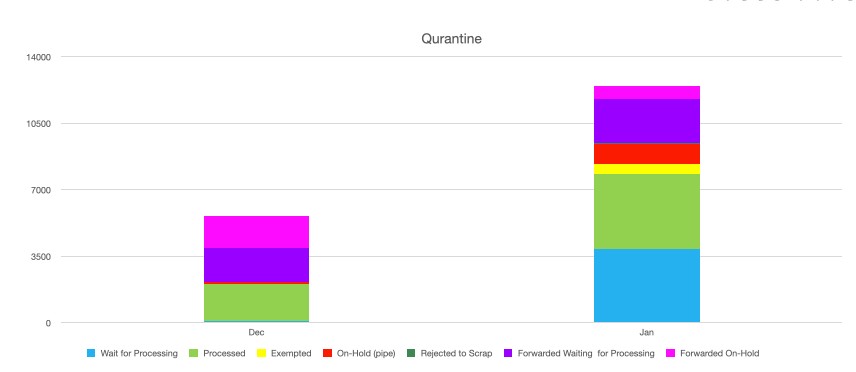 Qurantine
14000
10500
7000
3500
0
Dec Jan
Wait for Processing Processed Exempted On-Hold (pipe) Rejected to Scrap Forwarded Waiting for Processing Forwarded On-Hold